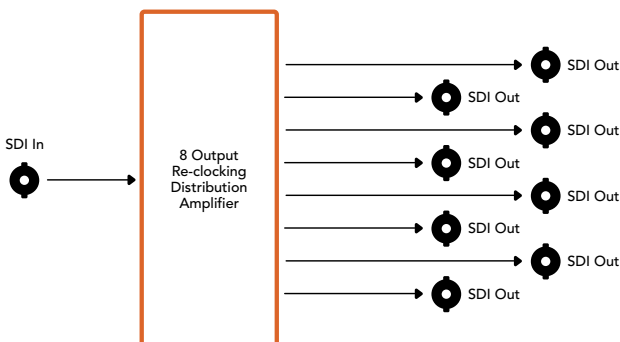 SDI In
8 Output
Re-clocking
Distribution
Amplifier
SDI Out
SDI Out
SDI Out
SDI Out
SDI Out
SDI Out
SDI Out
SDI Out